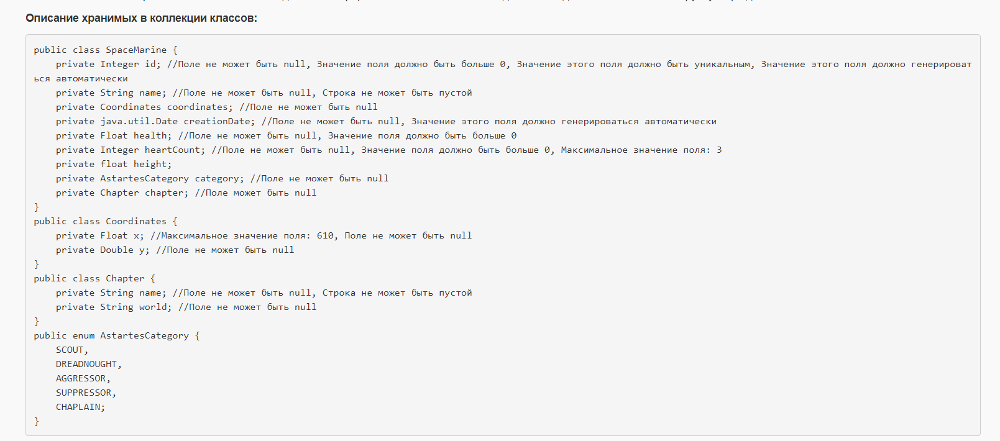 Описание хранимых в коллекции классов:
public class SpaceMarine {
    private Integer id; //Поле не может быть null, Значение поля должно быть больше 0, Значение этого поля должно быть уникальным, Значение этого поля должно генерироват
ься автоматически
    private String name; //Поле не может быть null, Строка не может быть пустой
    private Coordinates coordinates; //Поле не может быть null
    private java.util.Date creationDate; //Поле не может быть null, Значение этого поля должно генерироваться автоматически
    private Float health; //Поле не может быть null, Значение поля должно быть больше 0
    private Integer heartCount; //Поле не может быть null, Значение поля должно быть больше 0, Максимальное значение поля: 3
    private float height;
    private AstartesCategory category; //Поле не может быть null
    private Chapter chapter; //Поле может быть null
}
public class Coordinates {
    private Float x; //Максимальное значение поля: 610, Поле не может быть null
    private Double y; //Поле не может быть null
}
public class Chapter {
    private String name; //Поле не может быть null, Строка не может быть пустой
    private String world; //Поле не может быть null
}
public enum AstartesCategory {
    SCOUT,
    DREADNOUGHT,
    AGGRESSOR,
    SUPPRESSOR,
    CHAPLAIN;
}